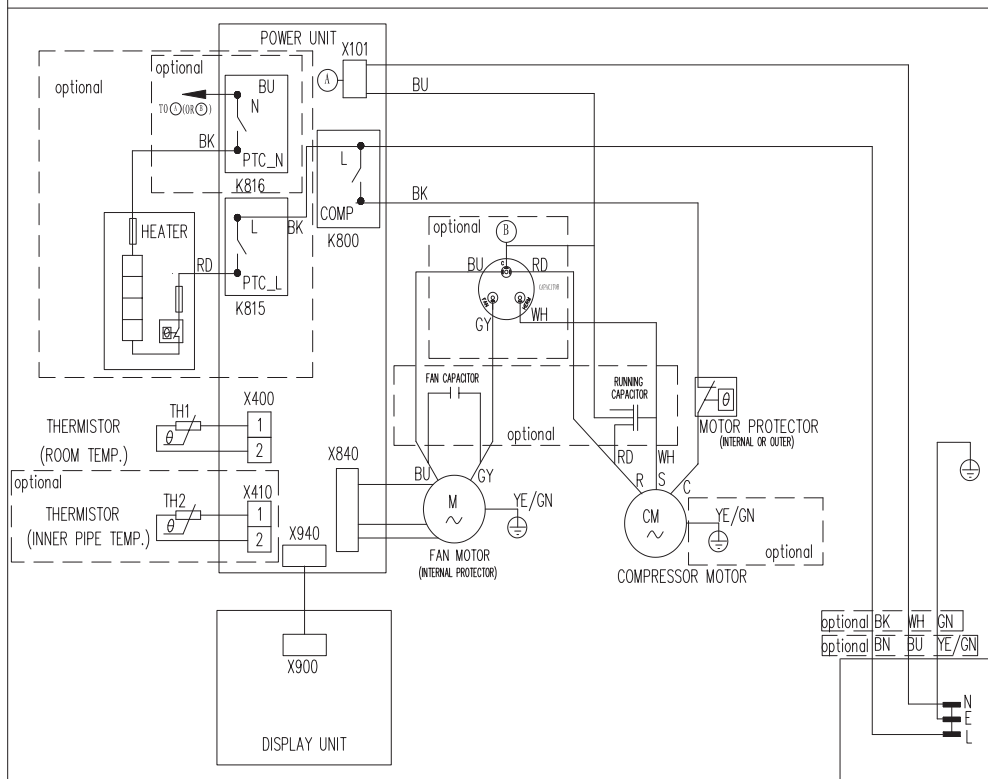 POWER UNIT
X101
optional
optional
A
BU
BU
N
TO A (OR B)
BK
PTC_N
K816
L
BK
COMP
K800
HEATER
L
BK
RD
PTC_L
K815
optional
B
C
BU
RD
CAPACITOR
FAN
HERM
GY
WH
FAN CAPACITOR
RUNNING
CAPACITOR
optional
θ
MOTOR PROTECTOR
(INTERNAL OR OUTER)
THERMISTOR
(ROOM TEMP.)
TH1
θ
X400
1
2
optional
THERMISTOR
(INNER PIPE TEMP.)
TH2
θ
X410
1
2
X840
X940
BU
GY
M
~
YE/GN
FAN MOTOR
(INTERNAL PROTECTOR)
RD
WH
R
S
C
CM
~
YE/GN
optional
COMPRESSOR MOTOR
X900
DISPLAY UNIT
optional BK WH GN
optional BN BU YE/GN
N
E
L
θ